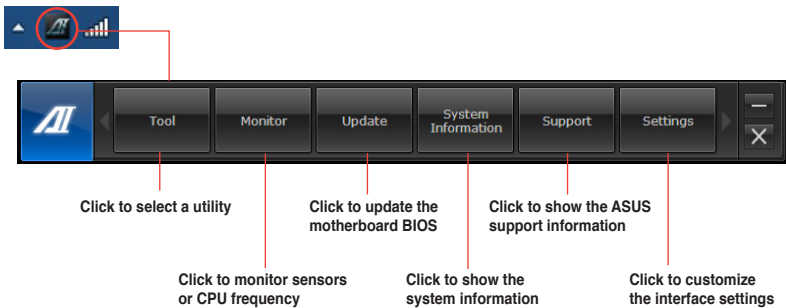 AI
AI
Tool
Monitor
Update
System
Information
Support
Settings
Click to select a utility
Click to update the
motherboard BIOS
Click to show the ASUS
support information
Click to monitor sensors
or CPU frequency
Click to show the
system information
Click to customize
the interface settings